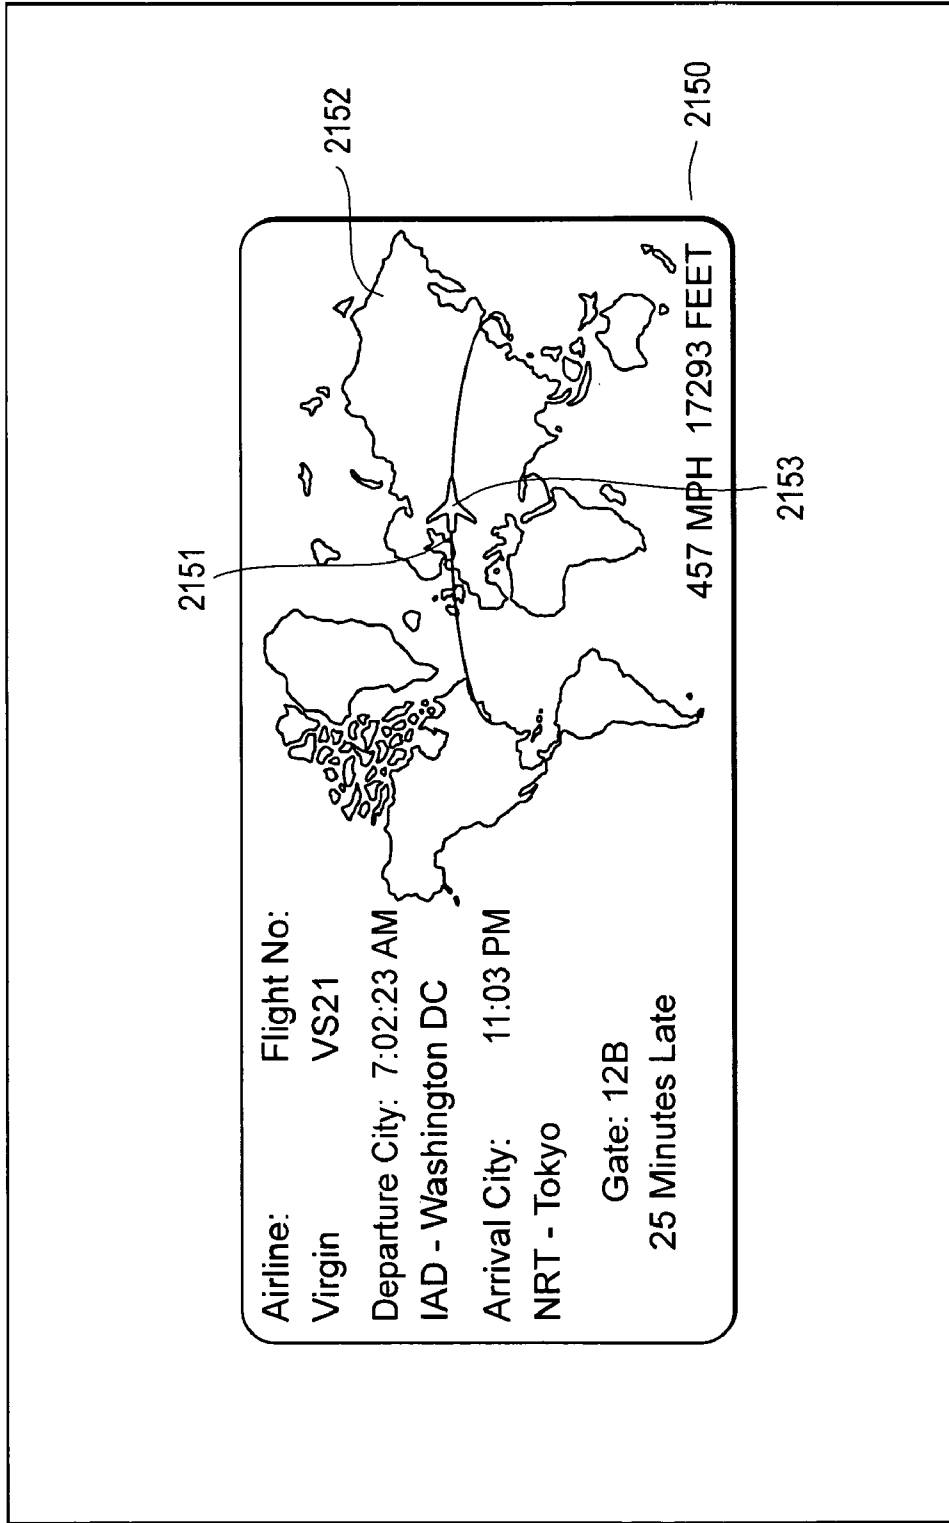 Airline: Flight No:
Virgin VS21
Departure City: 7:02:23 AM
IAD - Washington DC
Arrival City: 11:03 PM
NRT - Tokyo
Gate: 12B
25 Minutes Late
457 MPH 17293 FEET
2151
2152
2153
2150